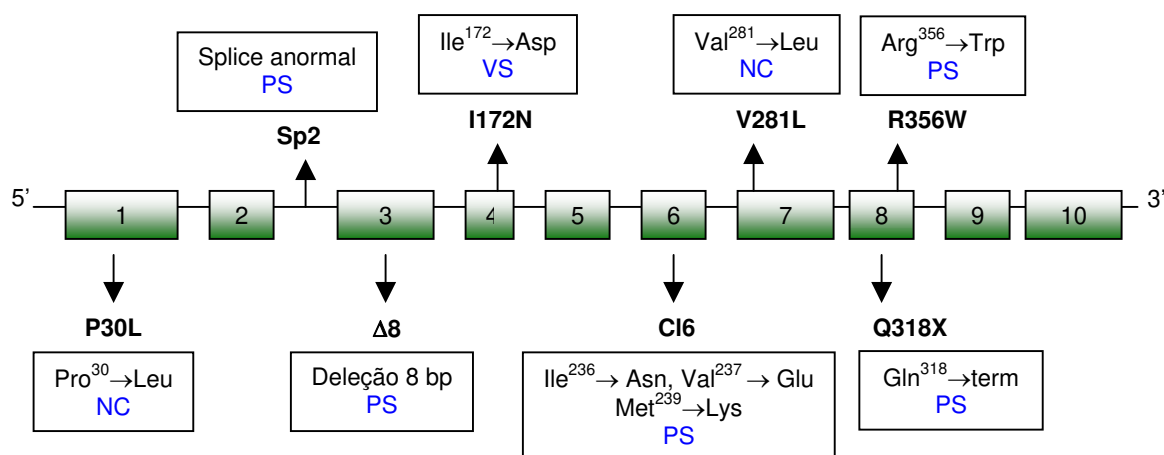 Splice anormal
PS
Sp2
Ile¹⁷²→Asp
VS
I172N
Val²⁸¹→Leu
NC
V281L
Arg³⁵⁶→Trp
PS
R356W
5’ 1 2 3 4 5 6 7 8 9 10 3’
P30L
Pro³⁰→Leu
NC
Δ8
Deleção 8 bp
PS
Cl6
Ile²³⁶→ Asn, Val²³⁷→ Glu
Met²³⁹→Lys
PS
Q318X
Gln³¹⁸→term
PS